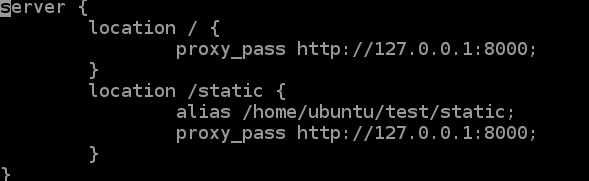 server {
        location / {
                proxy_pass http://127.0.0.1:8000;
        }
        location /static {
                alias /home/ubuntu/test/static;
                proxy_pass http://127.0.0.1:8000;
        }
}